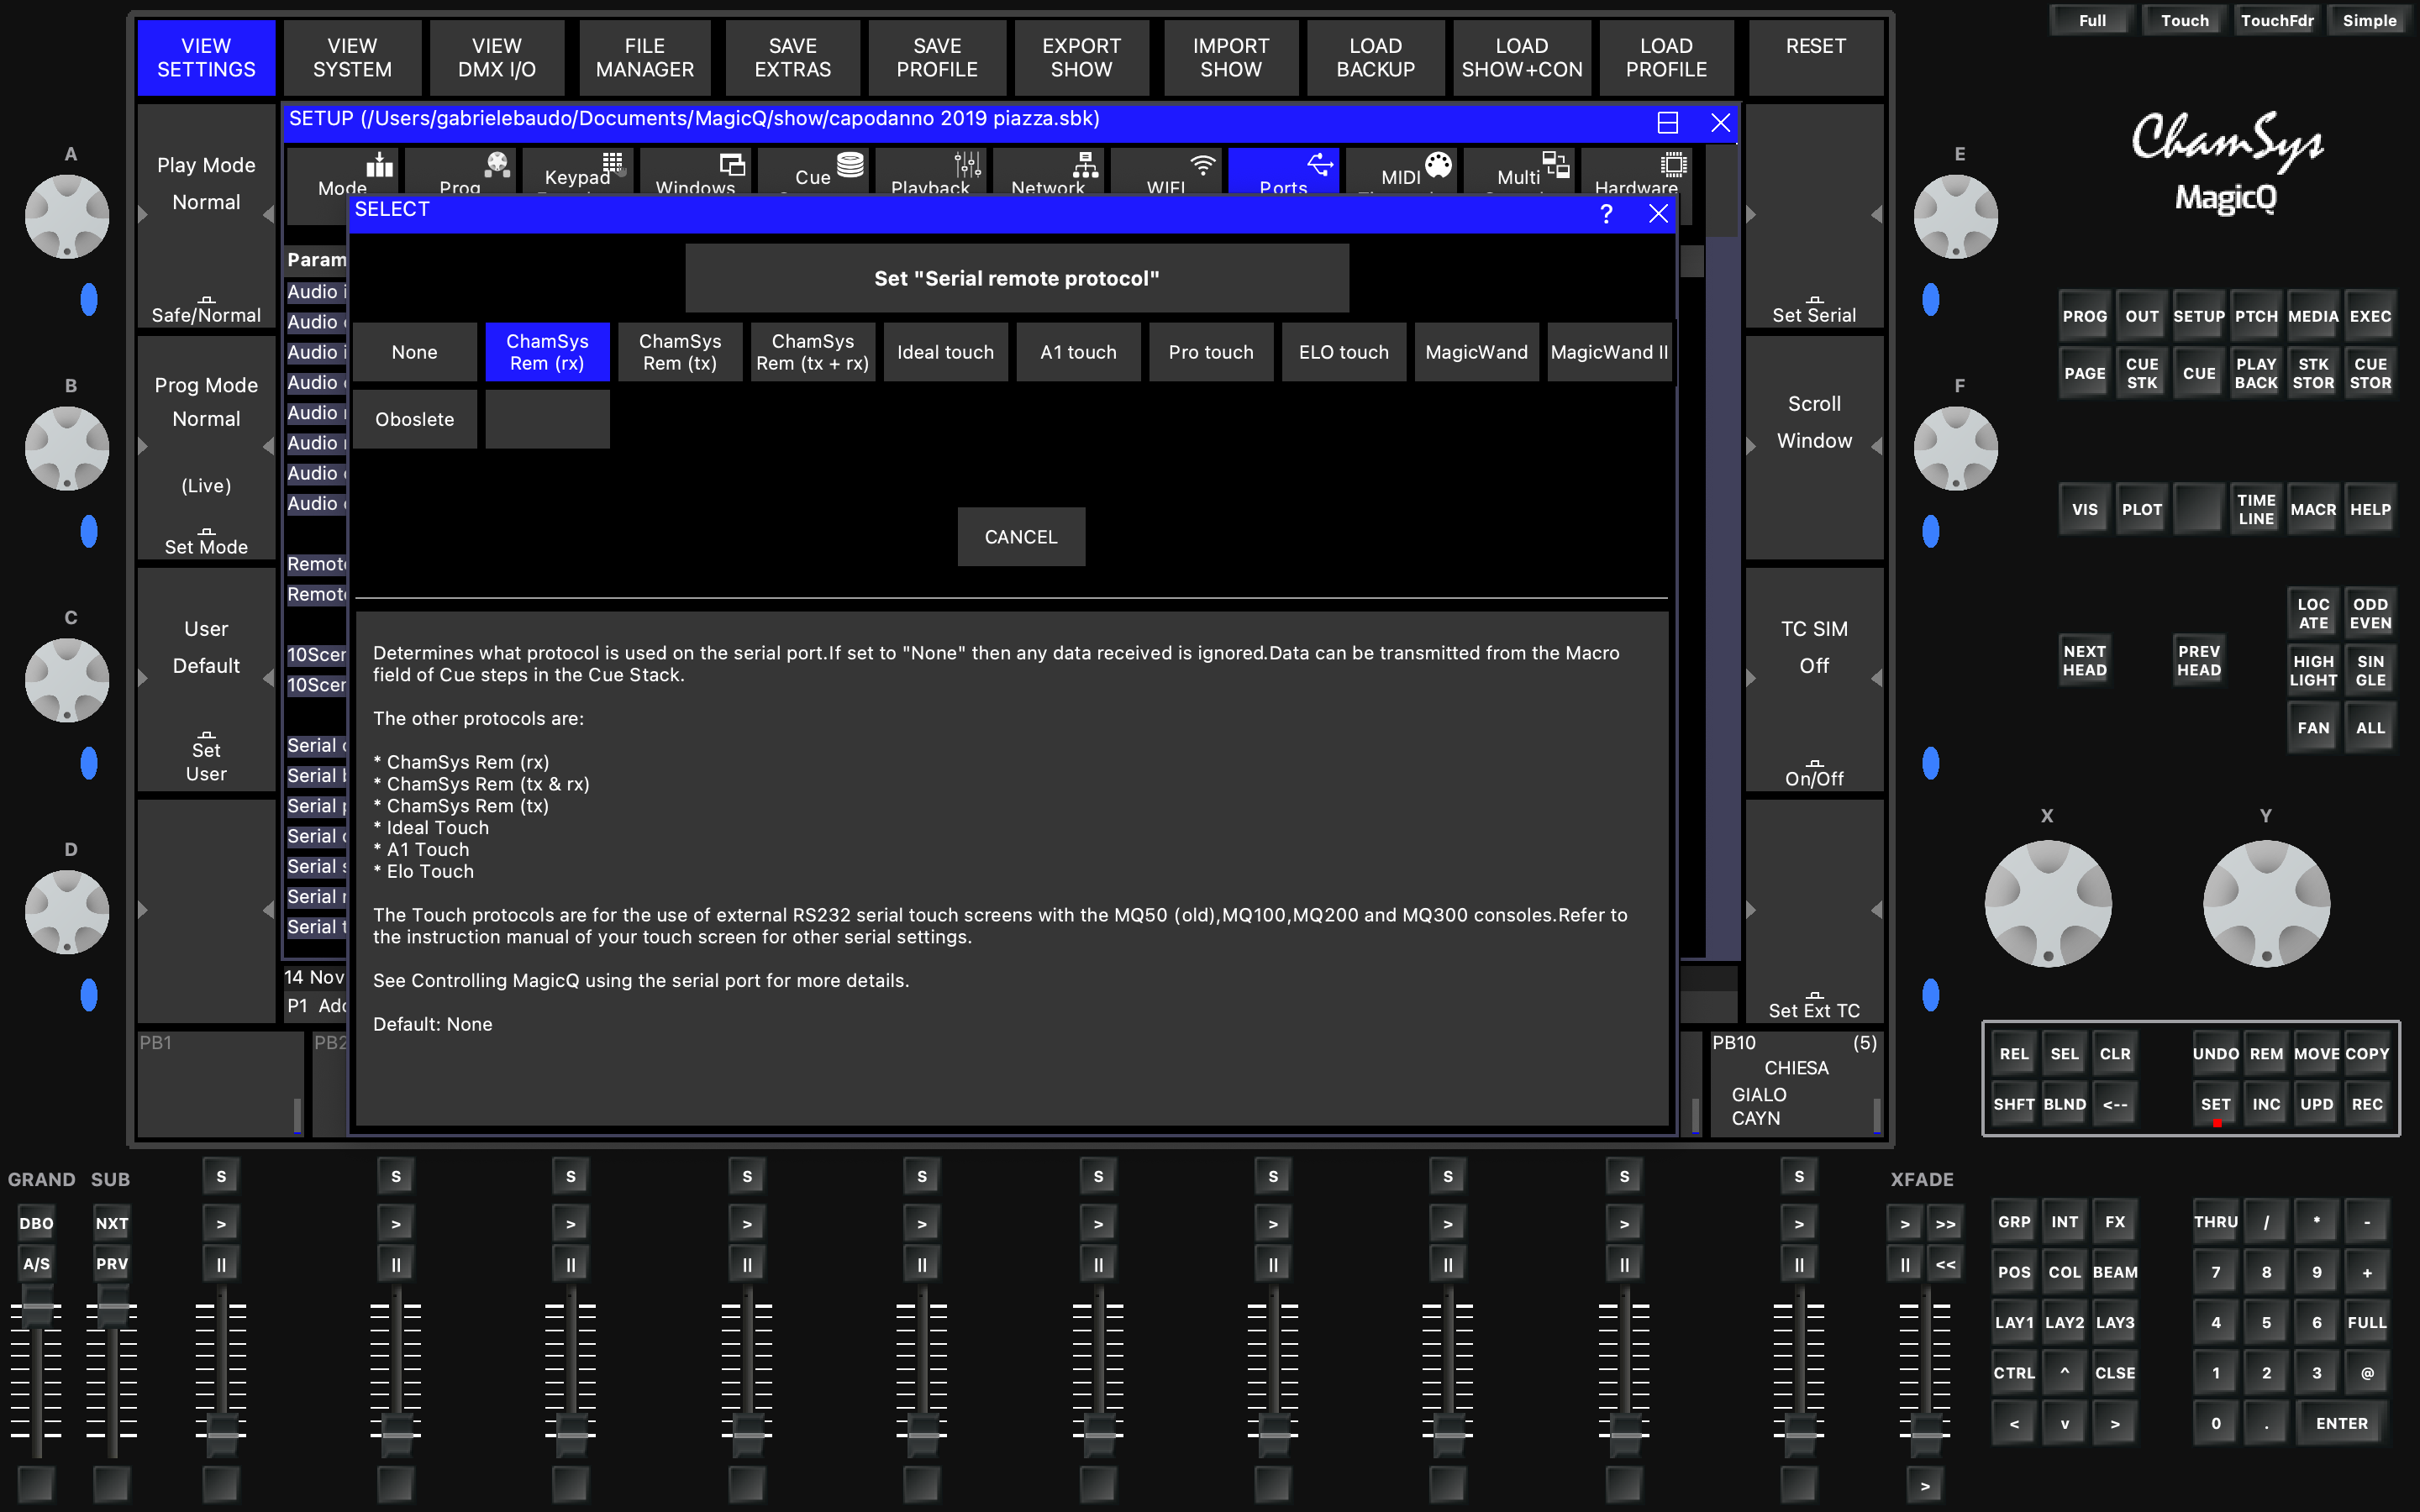 Full Touch TouchFdr Simple
VIEW SETTINGS
VIEW SYSTEM
VIEW DMX I/O
FILE MANAGER
SAVE EXTRAS
SAVE PROFILE
EXPORT SHOW
IMPORT SHOW
LOAD BACKUP
LOAD SHOW+CON
LOAD PROFILE
RESET
SETUP (/Users/gabrielebaudo/Documents/MagicQ/show/capodanno 2019 piazza.sbk)
ChamSys
MagicQ
A
B
C
D
E
F
Play Mode
Normal
Safe/Normal
Prog Mode
Normal
(Live)
Set Mode
User
Default
Set
User
Mode Prog Keypad Windows Cue Playback Network WIFI Ports MIDI Multi Hardware
SELECT ?
Param
Set "Serial remote protocol"
None
ChamSys Rem (rx)
ChamSys Rem (tx)
ChamSys Rem (tx + rx)
Ideal touch
A1 touch
Pro touch
ELO touch
MagicWand
MagicWand II
Oboslete
CANCEL
Audio i
Audio
Audio i
Audio
Audio
Audio
Audio
Audio
Remot
Remot
10Scen
10Scen
Serial
Serial
Serial
Serial
Serial
Serial
Serial
14 Nov
P1 Add
Determines what protocol is used on the serial port.If set to "None" then any data received is ignored.Data can be transmitted from the Macro
field of Cue steps in the Cue Stack.
The other protocols are:
* ChamSys Rem (rx)
* ChamSys Rem (tx & rx)
* ChamSys Rem (tx)
* Ideal Touch
* A1 Touch
* Elo Touch
The Touch protocols are for the use of external RS232 serial touch screens with the MQ50 (old),MQ100,MQ200 and MQ300 consoles.Refer to
the instruction manual of your touch screen for other serial settings.
See Controlling MagicQ using the serial port for more details.
Default: None
Set Serial
Scroll
Window
TC SIM
Off
On/Off
Set Ext TC
PB1
PB2
PB10 (5)
CHIESA
GIALO
CAYN
PROG OUT SETUP PTCH MEDIA EXEC
PAGE CUE STK CUE PLAY BACK STK STOR CUE STOR
VIS PLOT TIME LINE MACR HELP
LOC ATE ODD EVEN
NEXT HEAD PREV HEAD HIGH LIGHT SIN GLE
FAN ALL
X Y
REL SEL CLR UNDO REM MOVE COPY
SHFT BLND <-- SET INC UPD REC
GRAND SUB S S S S S S S S S S XFADE
DBO NXT > > > > > > > > > > > >>
A/S PRV || || || || || || || || || || || <<
>
GRP INT FX THRU / * -
POS COL BEAM 7 8 9 +
LAY1 LAY2 LAY3 4 5 6 FULL
CTRL ^ CLSE 1 2 3 @
< v > 0 . ENTER